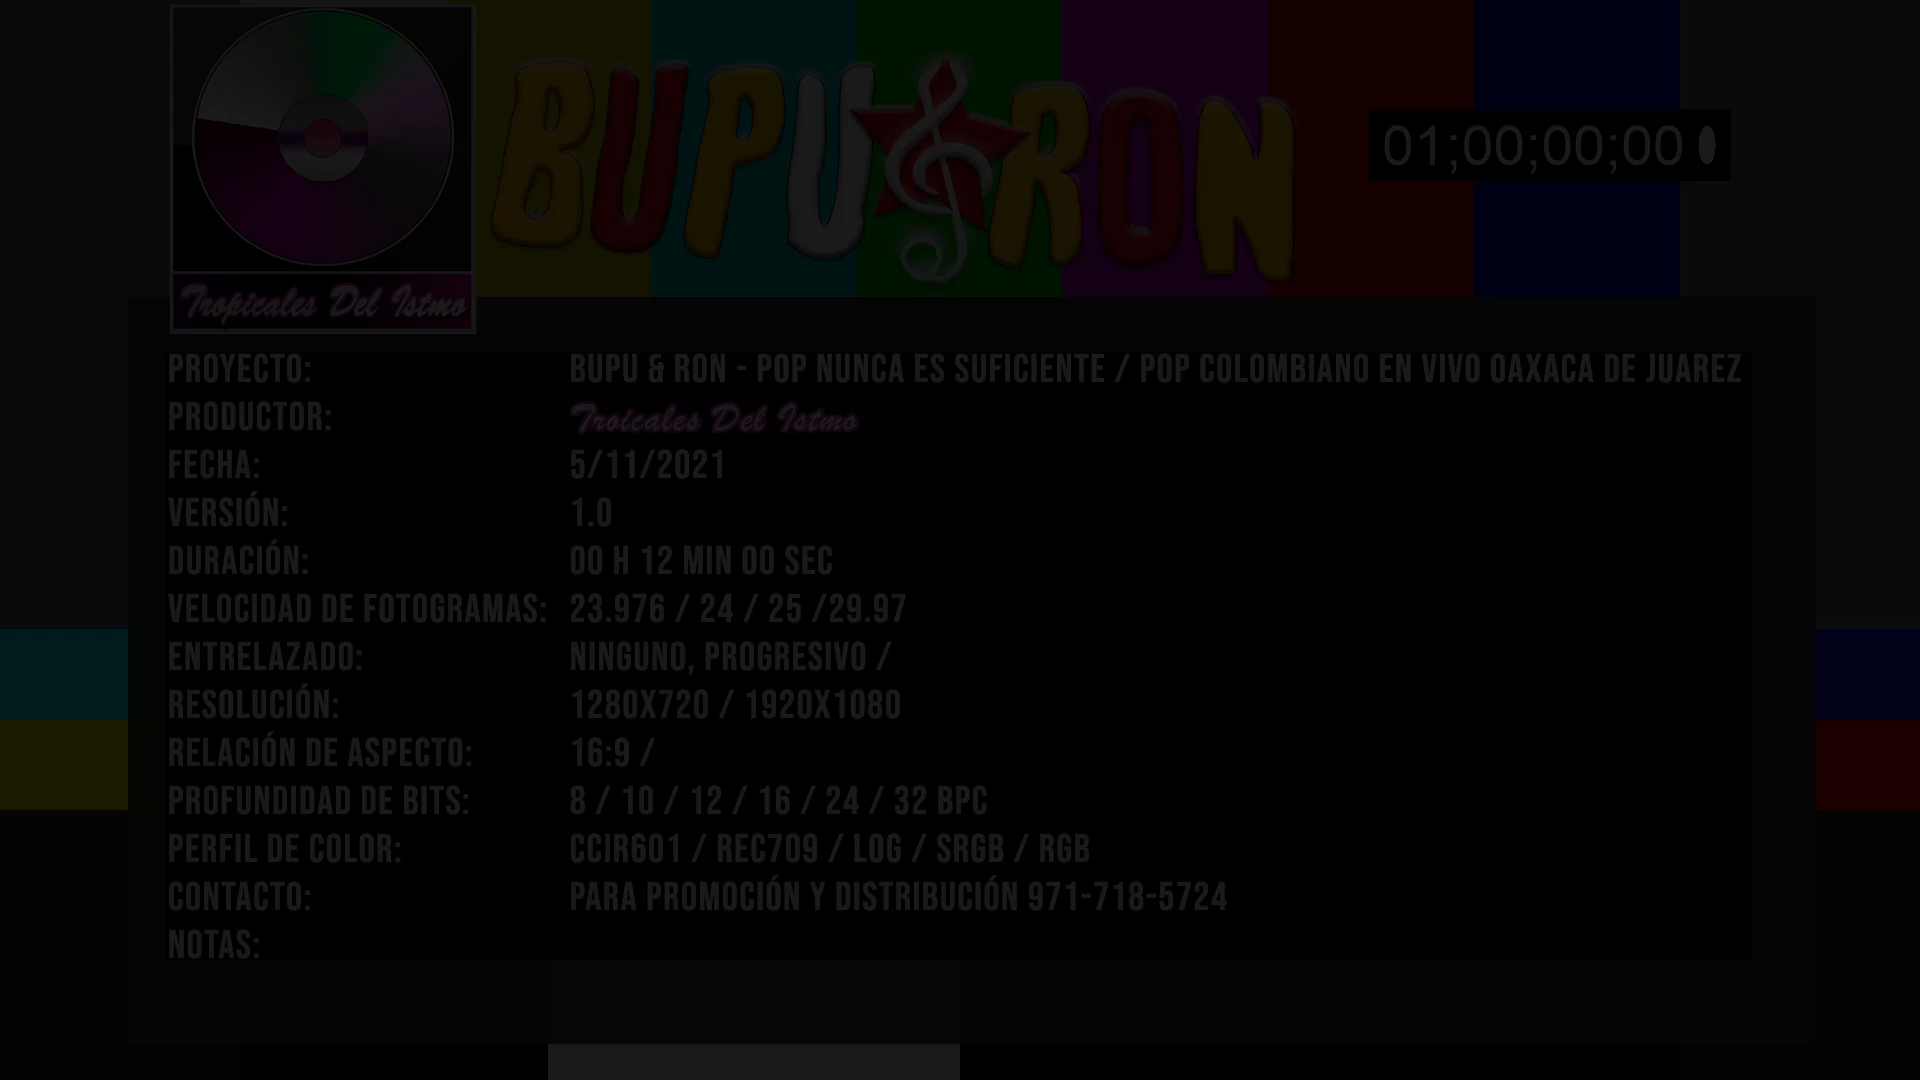 BUPU RON
01;00;00;00
Tropicales Del Istmo
PROYECTO: BUPU & RON - POP NUNCA ES SUFICIENTE / POP COLOMBIANO EN VIVO OAXACA DE JUAREZ
PRODUCTOR: Troicales Del Istmo
FECHA: 5/11/2021
VERSIÓN: 1.0
DURACIÓN: 00 H 12 MIN 00 SEC
VELOCIDAD DE FOTOGRAMAS: 23.976 / 24 / 25 /29.97
ENTRELAZADO: NINGUNO, PROGRESIVO /
RESOLUCIÓN: 1280X720 / 1920X1080
RELACIÓN DE ASPECTO: 16:9 /
PROFUNDIDAD DE BITS: 8 / 10 / 12 / 16 / 24 / 32 BPC
PERFIL DE COLOR: CCIR601 / REC709 / LOG / SRGB / RGB
CONTACTO: PARA PROMOCIÓN Y DISTRIBUCIÓN 971-718-5724
NOTAS: